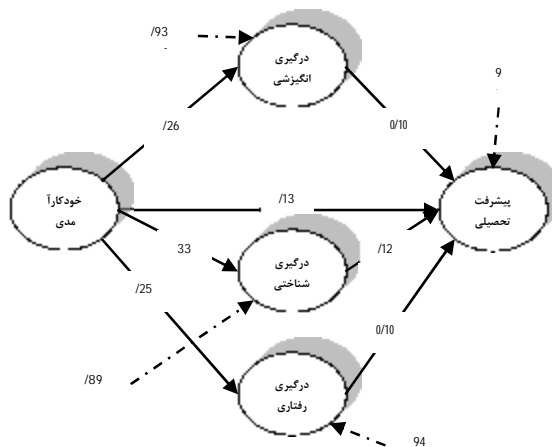 /93
درگیری
انگیزشی
9
/26
0/10
خودکارآ
مدی
/13
پیشرفت
تحصیلی
33
/12
درگیری
شناختی
/25
0/10
/89
درگیری
رفتاری
94